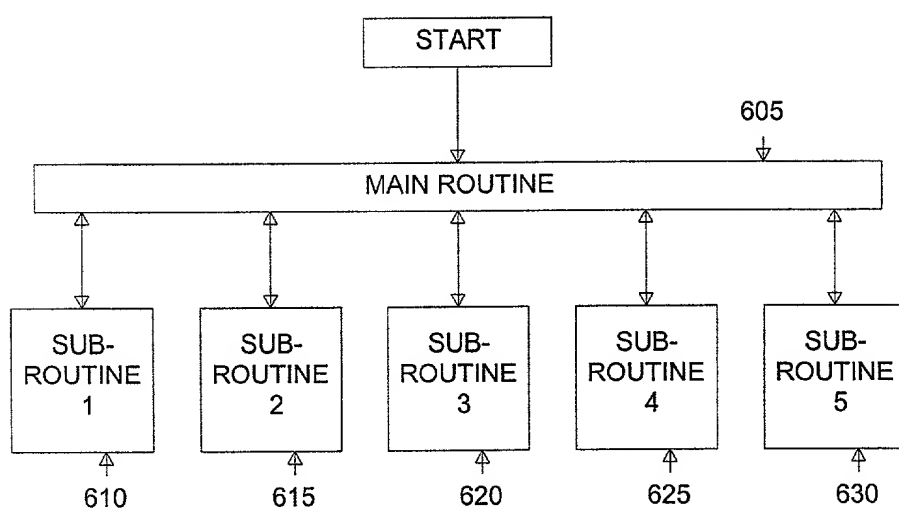 START
605
MAIN ROUTINE
SUB-
ROUTINE
1
SUB-
ROUTINE
2
SUB-
ROUTINE
3
SUB-
ROUTINE
4
SUB-
ROUTINE
5
610
615
620
625
630